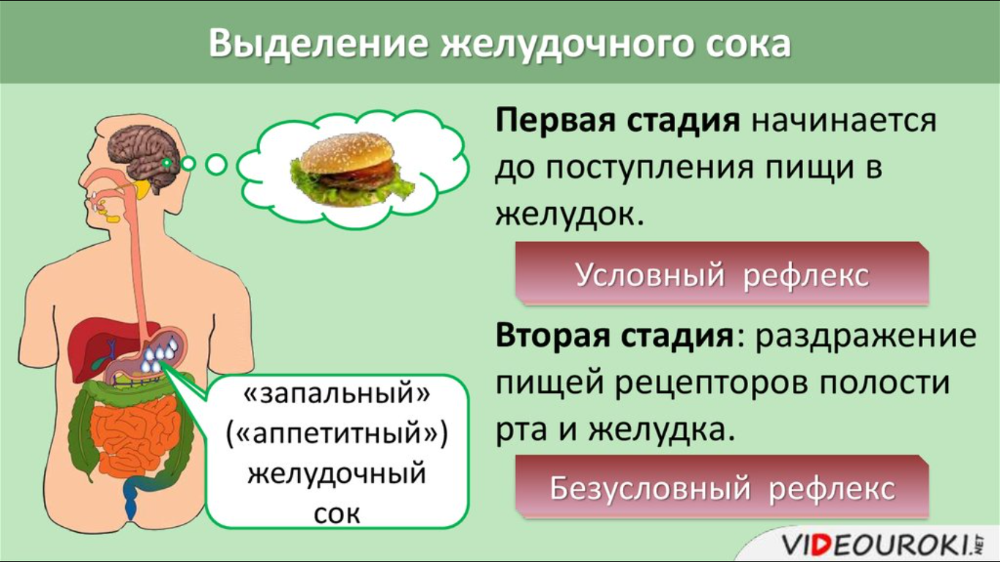 Выделение желудочного сока
Первая стадия начинается
до поступления пищи в
желудок.
Условный рефлекс
Вторая стадия: раздражение
пищей рецепторов полости
рта и желудка.
Безусловный рефлекс
«запальный»
(«аппетитный»)
желудочный
сок
VIDEOUROKI.NET